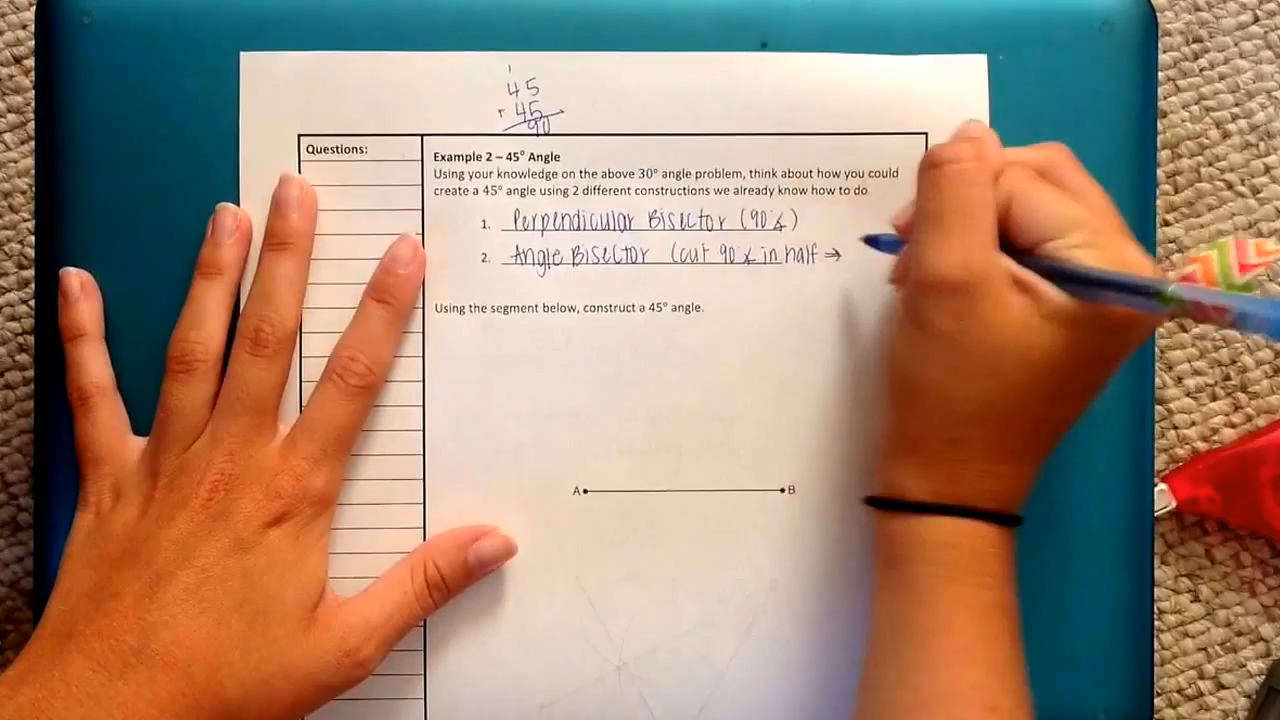 1
45
+ 45
90
Questions:
Example 2 – 45° Angle
Using your knowledge on the above 30° angle problem, think about how you could
create a 45° angle using 2 different constructions we already know how to do
1. Perpendicular Bisector (90°∡)
2. Angle Bisector (cut 90°∡ in half →
Using the segment below, construct a 45° angle.
A B